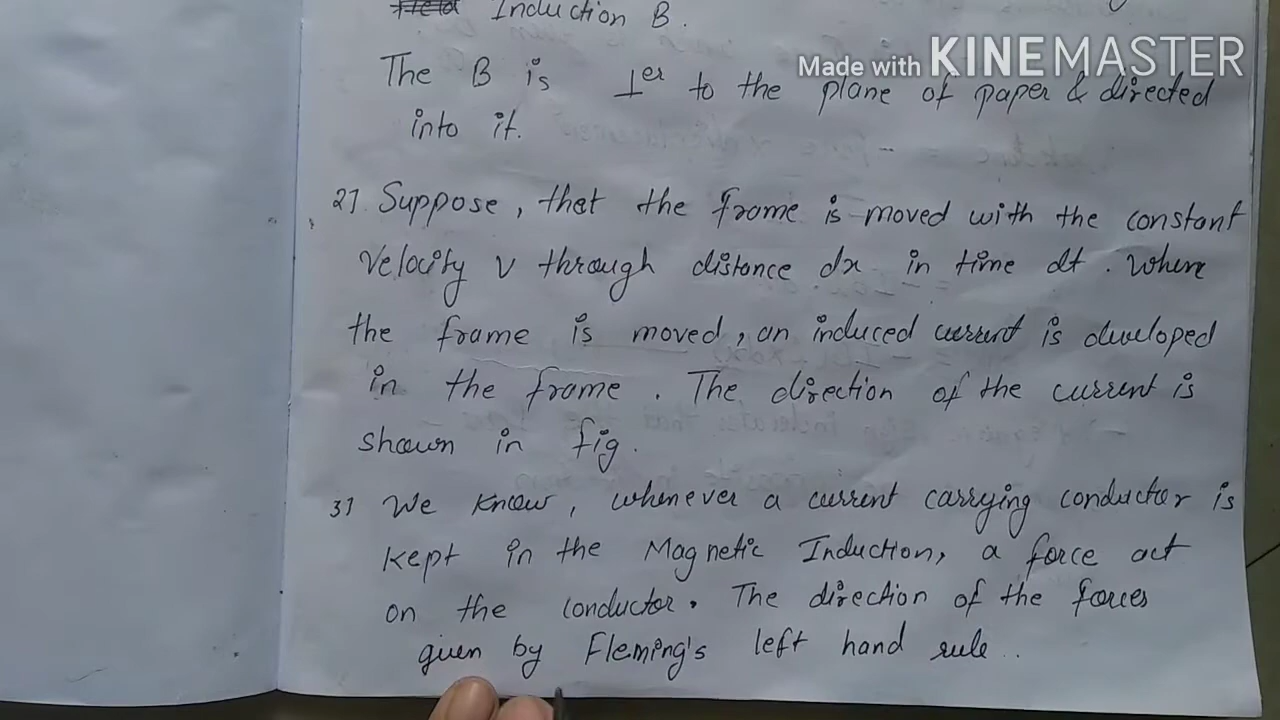 Induction B.
Made with KINEMASTER
The B is ⊥er to the plane of paper & directed
into it.
2] Suppose, that the frame is moved with the constant
velocity v through distance dx in time dt. Where
the frame is moved, an induced current is developed
in the frame. The direction of the current is
shown in fig.
3] We know, whenever a current carrying conductor is
kept in the Magnetic Induction, a force act
on the conductor. The direction of the forces
given by Fleming's left hand rule..